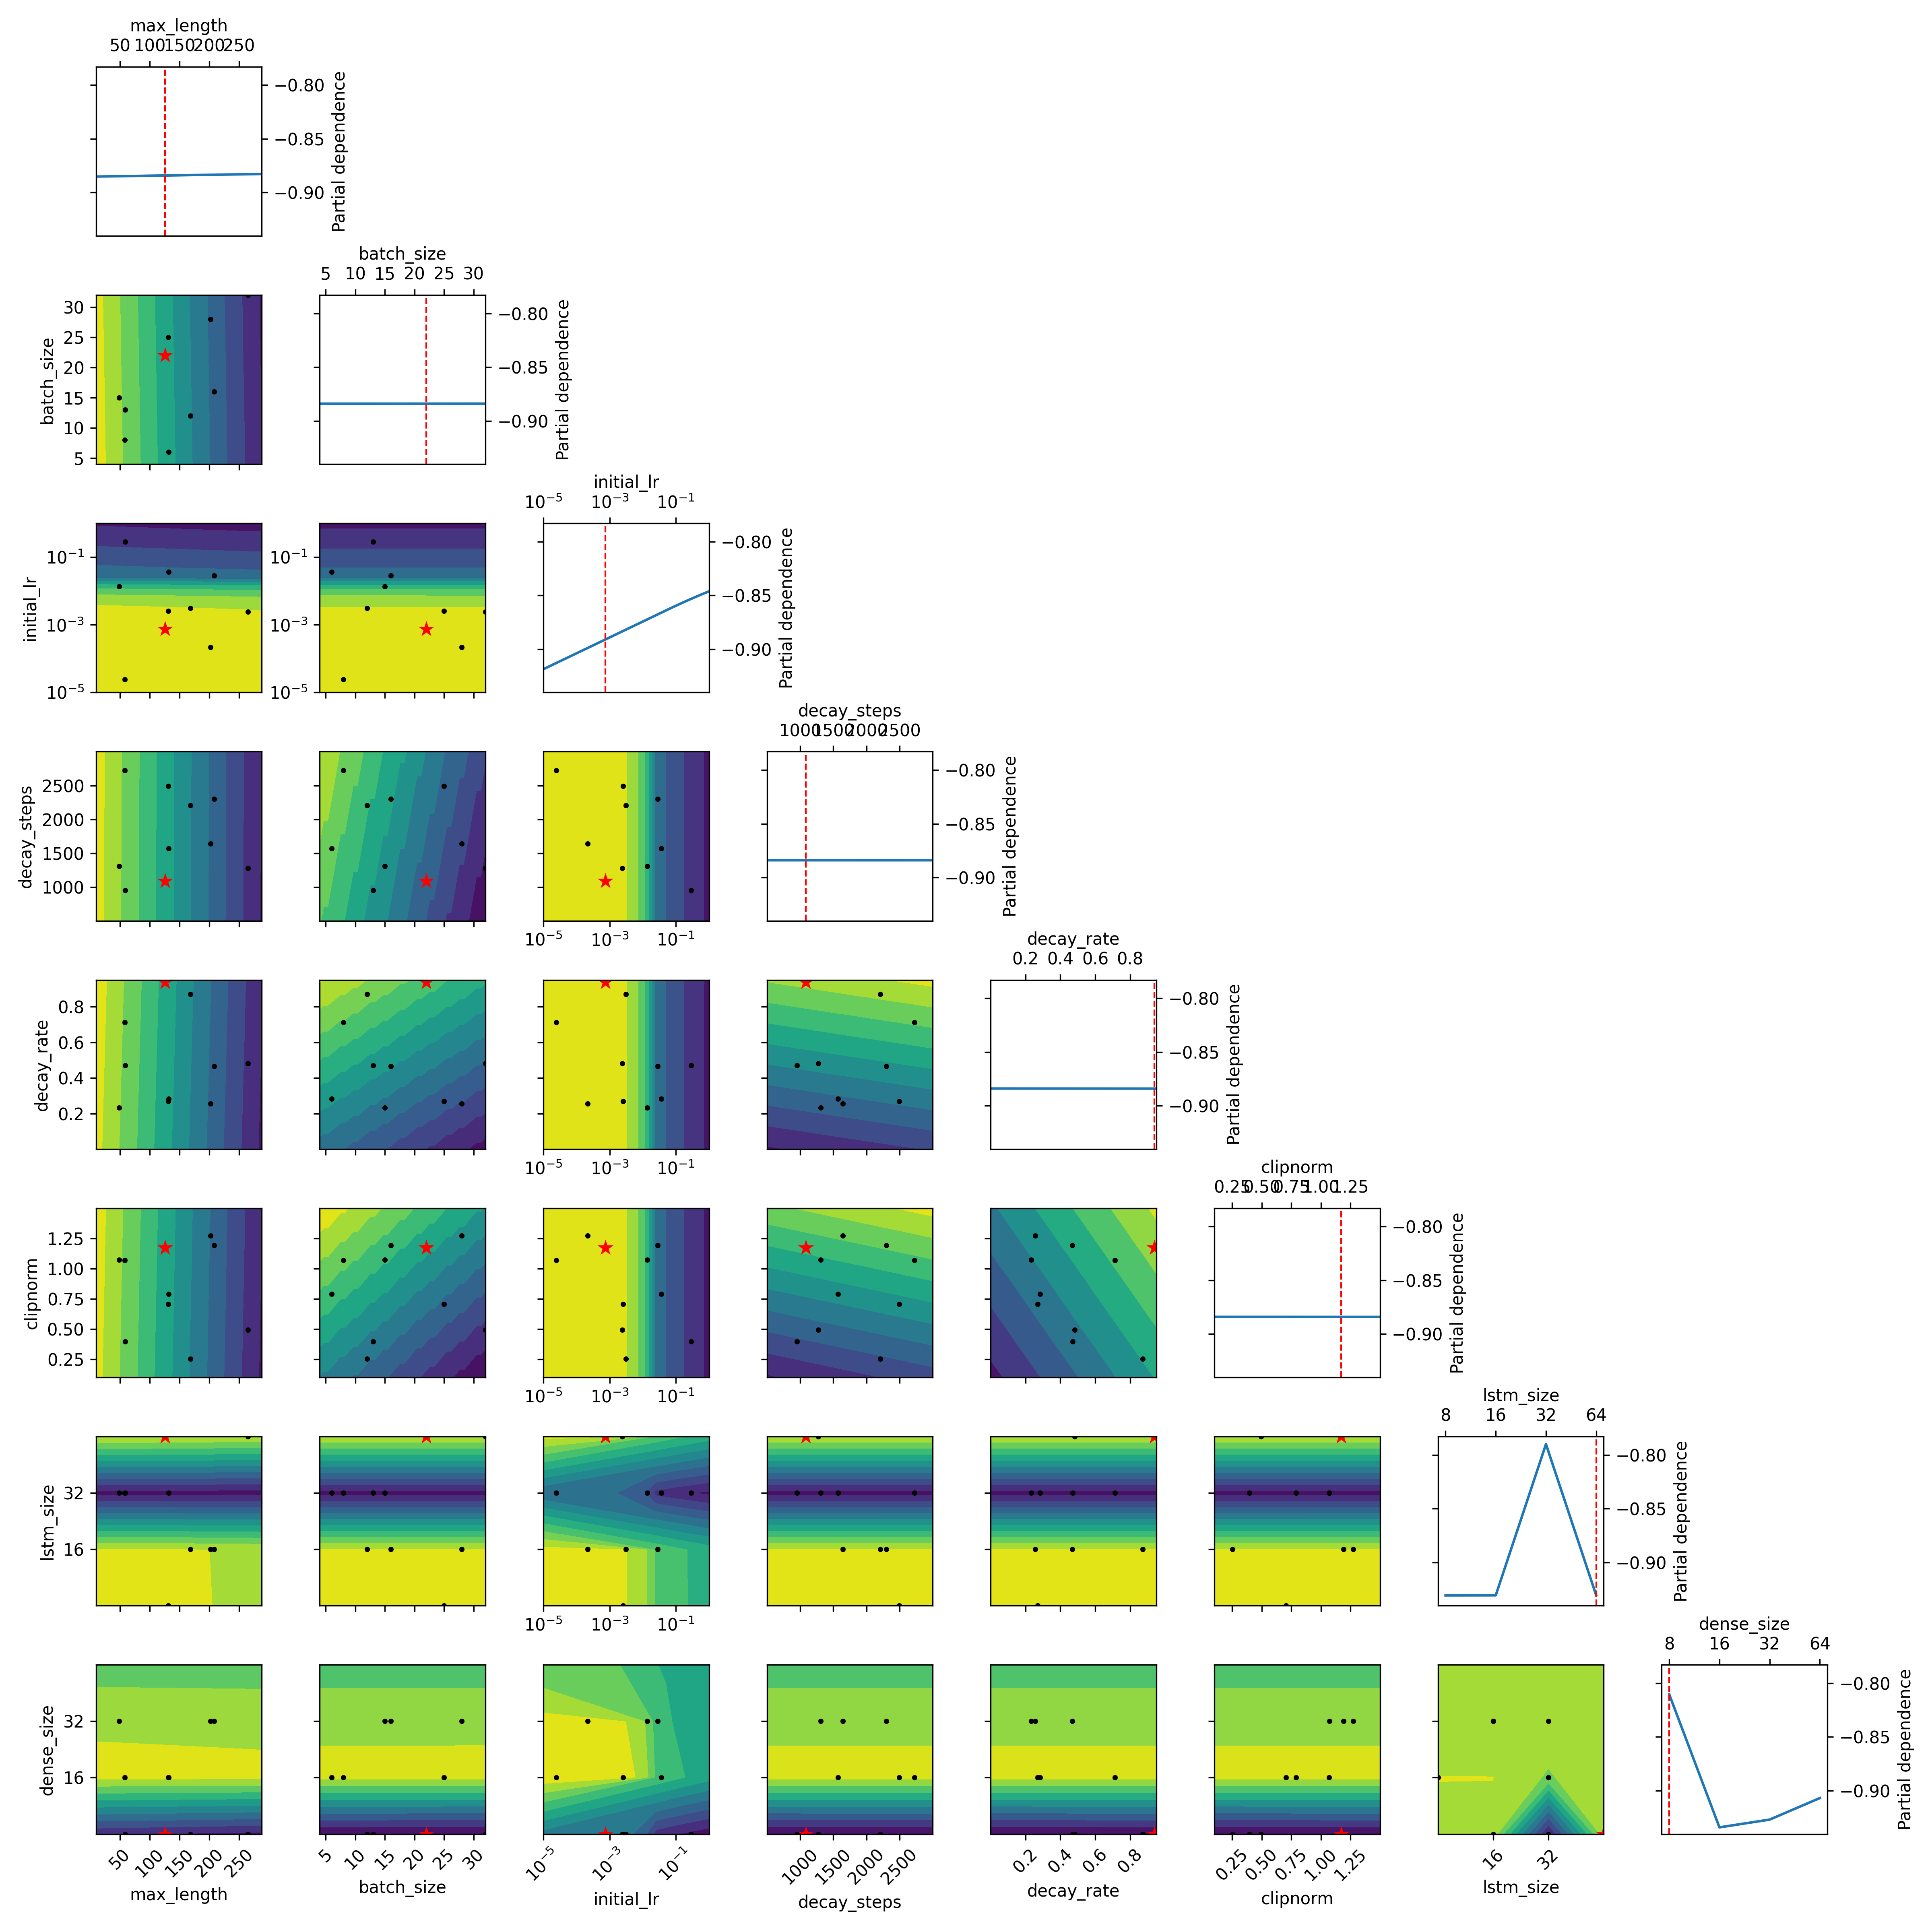 max_length
50 100 150 200 250
−0.80
−0.85
−0.90
Partial dependence
batch_size
5 10 15 20 25 30
30
25
20
15
10
5
batch_size
−0.80
−0.85
−0.90
Partial dependence
initial_lr
10⁻⁵ 10⁻³ 10⁻¹
10⁻¹
10⁻³
10⁻⁵
initial_lr
10⁻¹
10⁻³
10⁻⁵
−0.80
−0.85
−0.90
Partial dependence
decay_steps
1000 1500 2000 2500
2500
2000
1500
1000
decay_steps
10⁻⁵ 10⁻³ 10⁻¹
−0.80
−0.85
−0.90
Partial dependence
decay_rate
0.2 0.4 0.6 0.8
0.8
0.6
0.4
0.2
decay_rate
10⁻⁵ 10⁻³ 10⁻¹
−0.80
−0.85
−0.90
Partial dependence
clipnorm
0.25 0.50 0.75 1.00 1.25
1.25
1.00
0.75
0.50
0.25
clipnorm
10⁻⁵ 10⁻³ 10⁻¹
−0.80
−0.85
−0.90
Partial dependence
lstm_size
8 16 32 64
32
16
lstm_size
10⁻⁵ 10⁻³ 10⁻¹
−0.80
−0.85
−0.90
Partial dependence
dense_size
8 16 32 64
32
16
dense_size
−0.80
−0.85
−0.90
Partial dependence
50 100 150 200 250
max_length
5 10 15 20 25 30
batch_size
10⁻⁵ 10⁻³ 10⁻¹
initial_lr
1000 1500 2000 2500
decay_steps
0.2 0.4 0.6 0.8
decay_rate
0.25 0.50 0.75 1.00 1.25
clipnorm
16 32
lstm_size